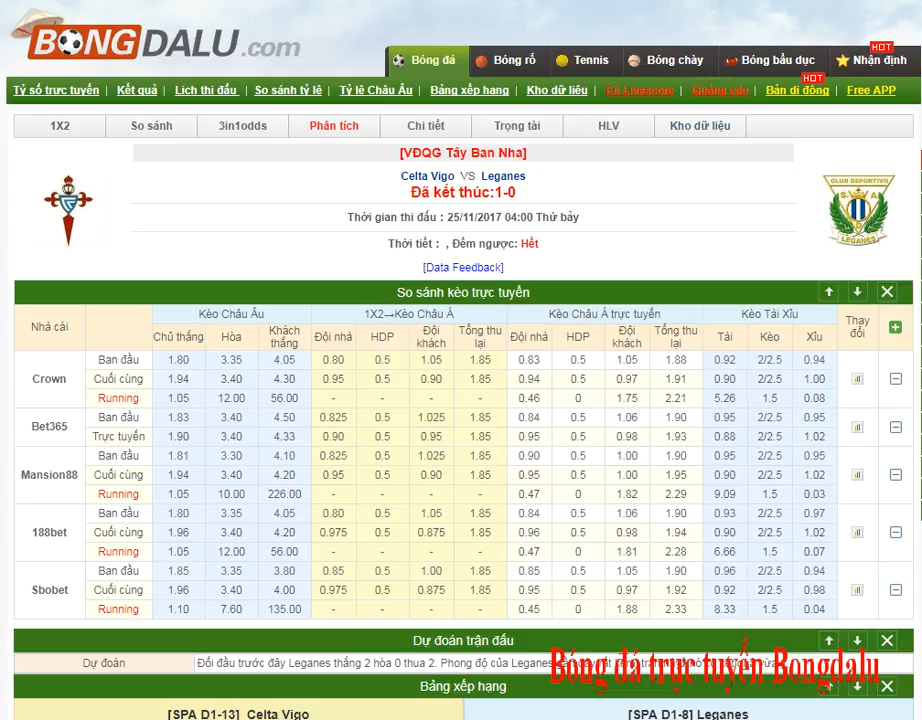 BONGDALU.com
Bóng đá Bóng rổ Tennis Bóng chày Bóng bầu dục HOT Nhận định
Tỷ số trực tuyến | Kết quả | Lịch thi đấu | So sánh tỷ lệ | Tỷ lệ Châu Âu | Bảng xếp hạng | Kho dữ liệu | | Quảng cáo | HOT Bản di động | Free APP
1X2 So sánh 3in1odds Phân tích Chi tiết Trọng tài HLV Kho dữ liệu
[VĐQG Tây Ban Nha]
Celta Vigo VS Leganes
Đã kết thúc:1-0
Thời gian thi đấu : 25/11/2017 04:00 Thứ bảy
Thời tiết : , Đếm ngược: Hết
[Data Feedback]
CLUB DEPORTIVO
LEGANES
So sánh kèo trực tuyến
Nhà cái Kèo Châu Âu 1X2→Kèo Châu Á Kèo Châu Á trực tuyến Kèo Tài Xỉu Thay đổi
Chủ thắng Hòa Khách thắng Đội nhà HDP Đội khách Tổng thu lại Đội nhà HDP Đội khách Tổng thu lại Tài Kèo Xỉu
Crown
Ban đầu 1.80 3.35 4.05 0.80 0.5 1.05 1.85 0.83 0.5 1.05 1.88 0.92 2/2.5 0.94
Cuối cùng 1.94 3.40 4.30 0.95 0.5 0.90 1.85 0.94 0.5 0.97 1.91 0.90 2/2.5 1.00
Running 1.05 12.00 56.00 - - - - 0.46 0 1.75 2.21 5.26 1.5 0.08
Bet365
Ban đầu 1.83 3.40 4.50 0.825 0.5 1.025 1.85 0.84 0.5 1.06 1.90 0.95 2/2.5 0.95
Trực tuyến 1.90 3.40 4.33 0.90 0.5 0.95 1.85 0.95 0.5 0.98 1.93 0.88 2/2.5 1.02
Mansion88
Ban đầu 1.81 3.30 4.10 0.825 0.5 1.025 1.85 0.90 0.5 1.00 1.90 0.95 2/2.5 0.95
Cuối cùng 1.94 3.40 4.20 0.95 0.5 0.90 1.85 0.95 0.5 1.00 1.95 0.90 2/2.5 1.02
Running 1.05 10.00 226.00 - - - - 0.47 0 1.82 2.29 9.09 1.5 0.03
188bet
Ban đầu 1.80 3.35 4.05 0.80 0.5 1.05 1.85 0.84 0.5 1.06 1.90 0.93 2/2.5 0.97
Cuối cùng 1.96 3.40 4.20 0.975 0.5 0.875 1.85 0.96 0.5 0.98 1.94 0.90 2/2.5 1.02
Running 1.05 12.00 56.00 - - - - 0.47 0 1.81 2.28 6.66 1.5 0.07
Sbobet
Ban đầu 1.85 3.35 3.80 0.85 0.5 1.00 1.85 0.85 0.5 1.05 1.90 0.96 2/2.5 0.94
Cuối cùng 1.96 3.40 4.00 0.975 0.5 0.875 1.85 0.95 0.5 0.97 1.92 0.92 2/2.5 0.98
Running 1.10 7.60 135.00 - - - - 0.45 0 1.88 2.33 8.33 1.5 0.04
Dự đoán trận đấu
Dự đoán Đối đầu trước đây Leganes thắng 2 hòa 0 thua 2. Phong độ của Leganes
Bóng đá trực tuyến Bongdalu
Bảng xếp hạng
[SPA D1-13] Celta Vigo [SPA D1-8] Leganes